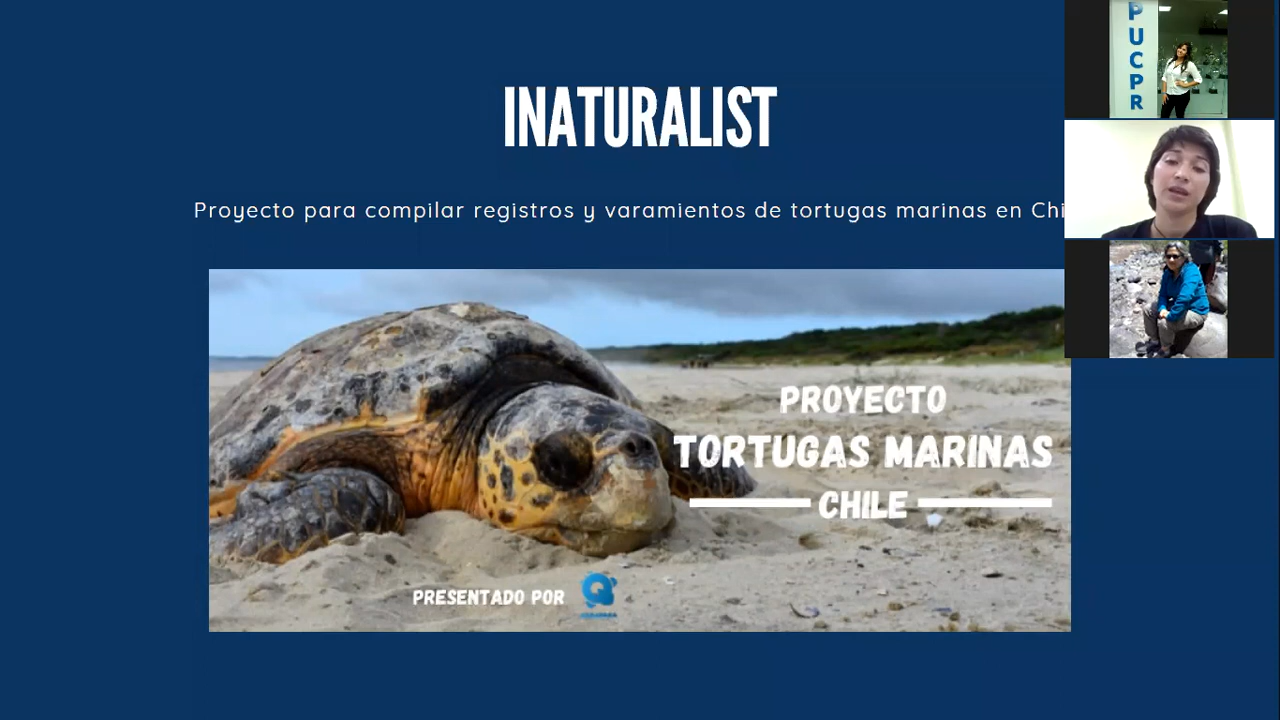 INATURALIST
Proyecto para compilar registros y varamientos de tortugas marinas en Chi
PROYECTO
TORTUGAS MARINAS
CHILE
PRESENTADO POR
PUCPR